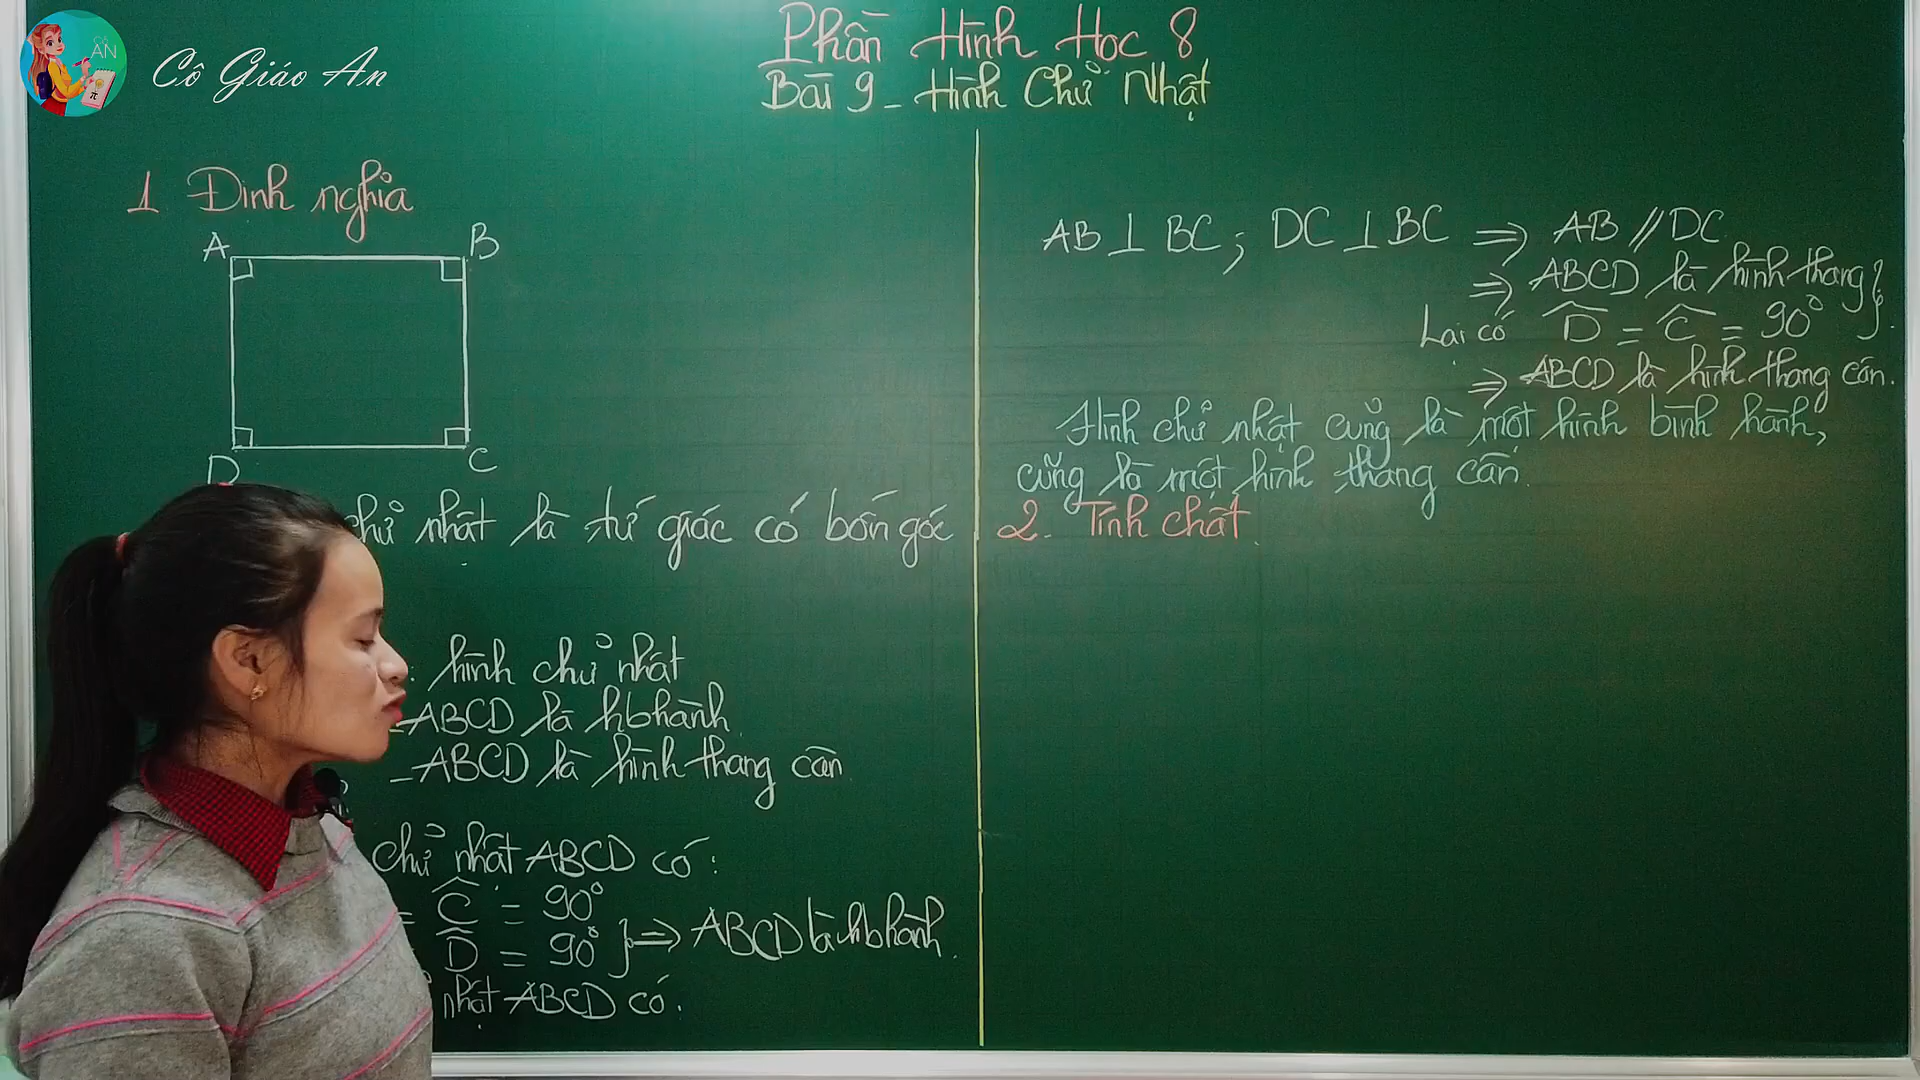 AN
Cô Giáo An
Phần Hình Học 8
Bài 9 - Hình Chữ Nhật
1 Định nghĩa
A
B
D
C
chữ nhật là tứ giác có bốn góc
: hình chữ nhật
- ABCD là hbhành
- ABCD là hình thang cân
chữ nhật ABCD có:
= Ĉ = 90°
D̂ = 90° } => ABCD là hbhành.
nhật ABCD có.
AB ⊥ BC; DC ⊥ BC => AB // DC
=> ABCD là hình thang }
Lại có D̂ = Ĉ = 90°
=> ABCD là hình thang cân.
Hình chữ nhật cũng là một hình bình hành,
cũng là một hình thang cân.
2. Tính chất.